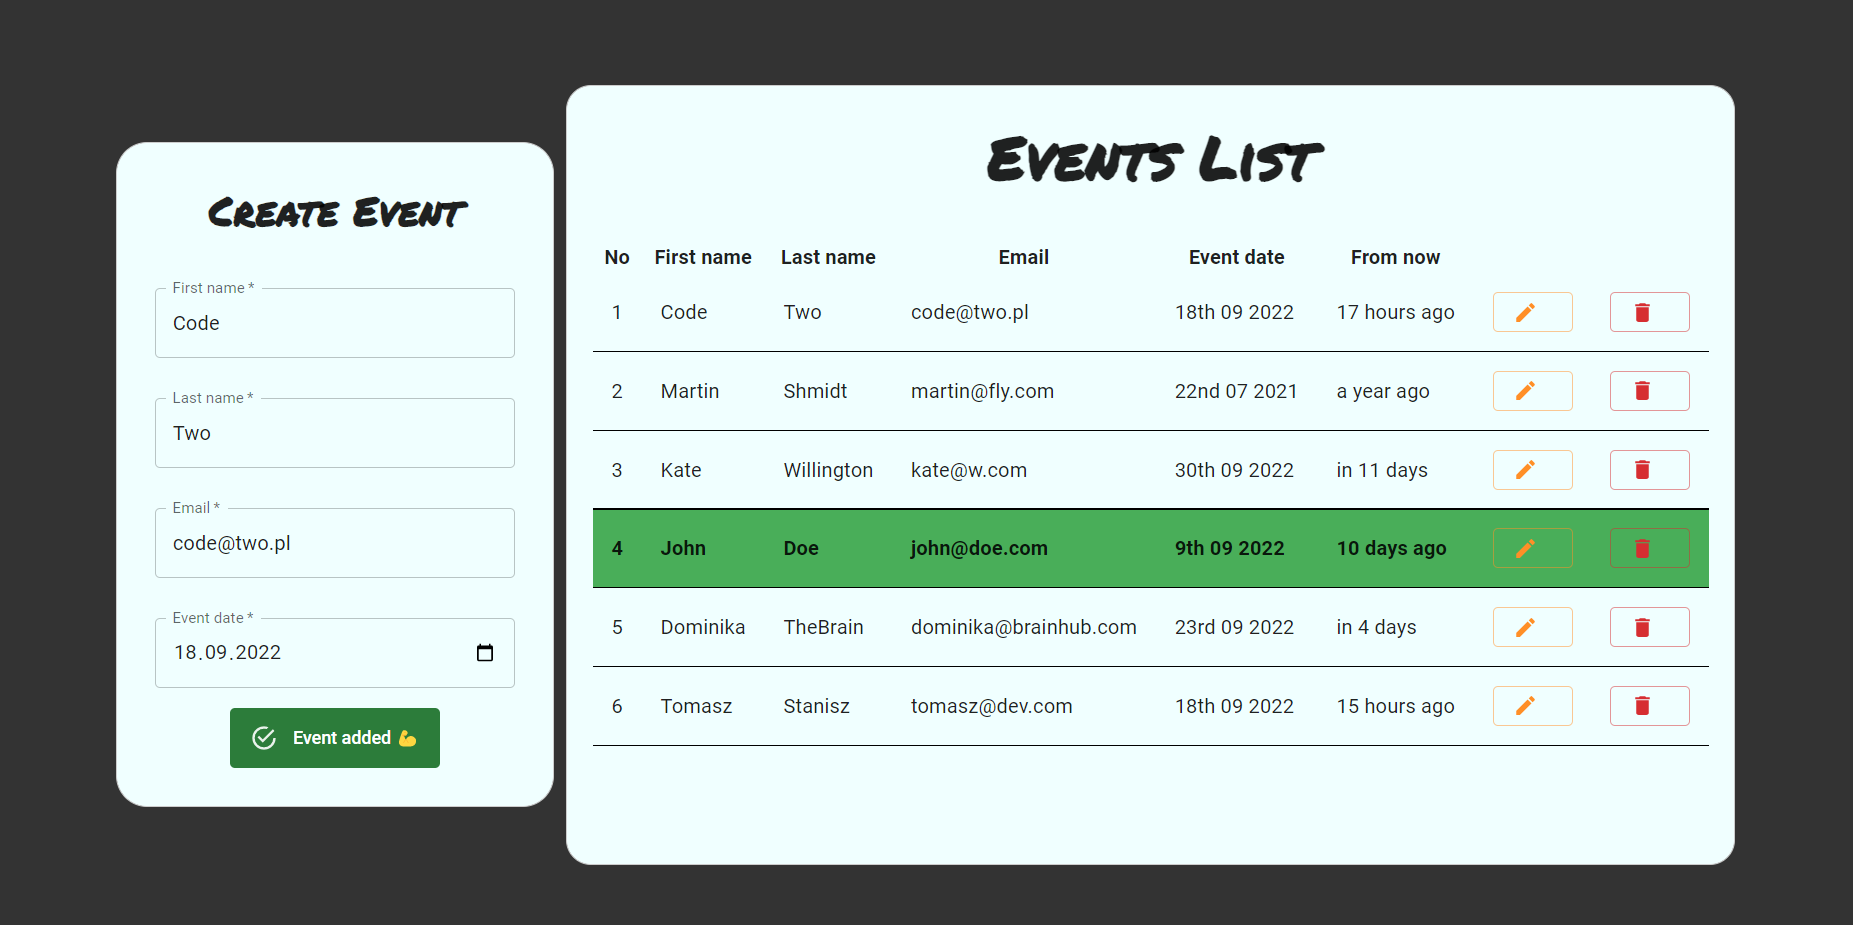 Create Event
First name *
Code
Last name *
Two
Email *
code@two.pl
Event date *
18.09.2022
Event added 💪
Events List
No First name Last name Email Event date From now
1 Code Two code@two.pl 18th 09 2022 17 hours ago
2 Martin Shmidt martin@fly.com 22nd 07 2021 a year ago
3 Kate Willington kate@w.com 30th 09 2022 in 11 days
4 John Doe john@doe.com 9th 09 2022 10 days ago
5 Dominika TheBrain dominika@brainhub.com 23rd 09 2022 in 4 days
6 Tomasz Stanisz tomasz@dev.com 18th 09 2022 15 hours ago